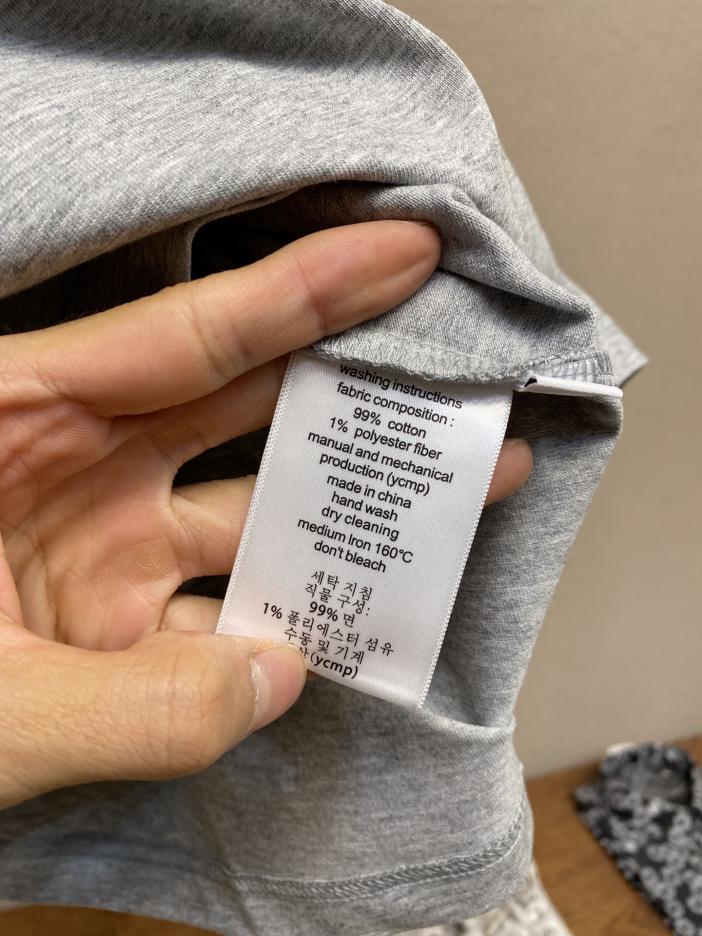 washing instructions
fabric composition :
99% cotton
1% polyester fiber
manual and mechanical
production (ycmp)
made in china
hand wash
dry cleaning
medium Iron 160°C
don't bleach
세탁 지침
직물 구성:
99% 면
1% 폴리에스터 섬유
수동 및 기계
(ycmp)